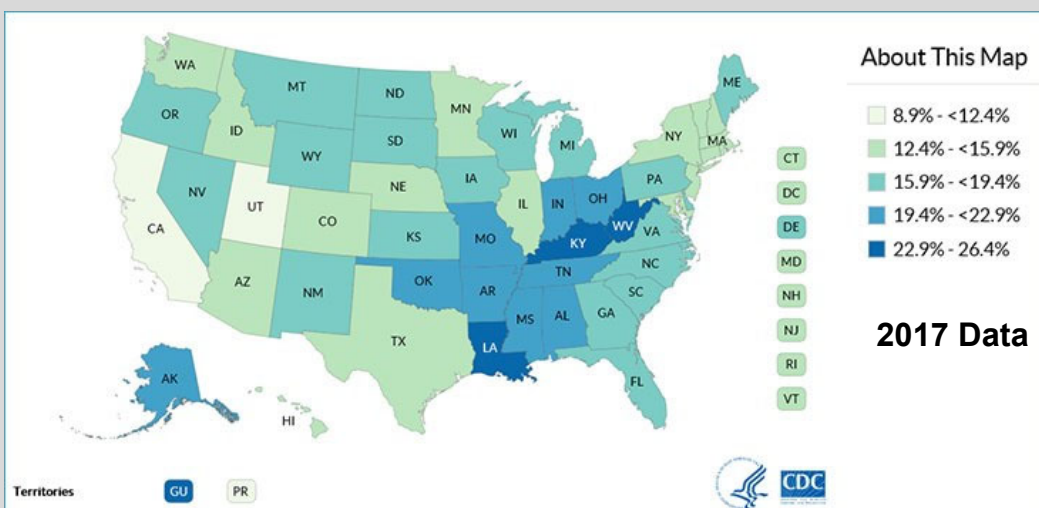 About This Map
8.9% - <12.4%
12.4% - <15.9%
15.9% - <19.4%
19.4% - <22.9%
22.9% - 26.4%
2017 Data
WA
MT
ND
MN
ME
OR
ID
WY
SD
WI
MI
NY
MA
NV
UT
CO
NE
IA
IL
IN
OH
PA
CA
AZ
NM
KS
MO
KY
WV
VA
OK
AR
TN
NC
TX
LA
MS
AL
GA
SC
FL
AK
HI
CT
DC
DE
MD
NH
NJ
RI
VT
Territories
GU
PR
CDC